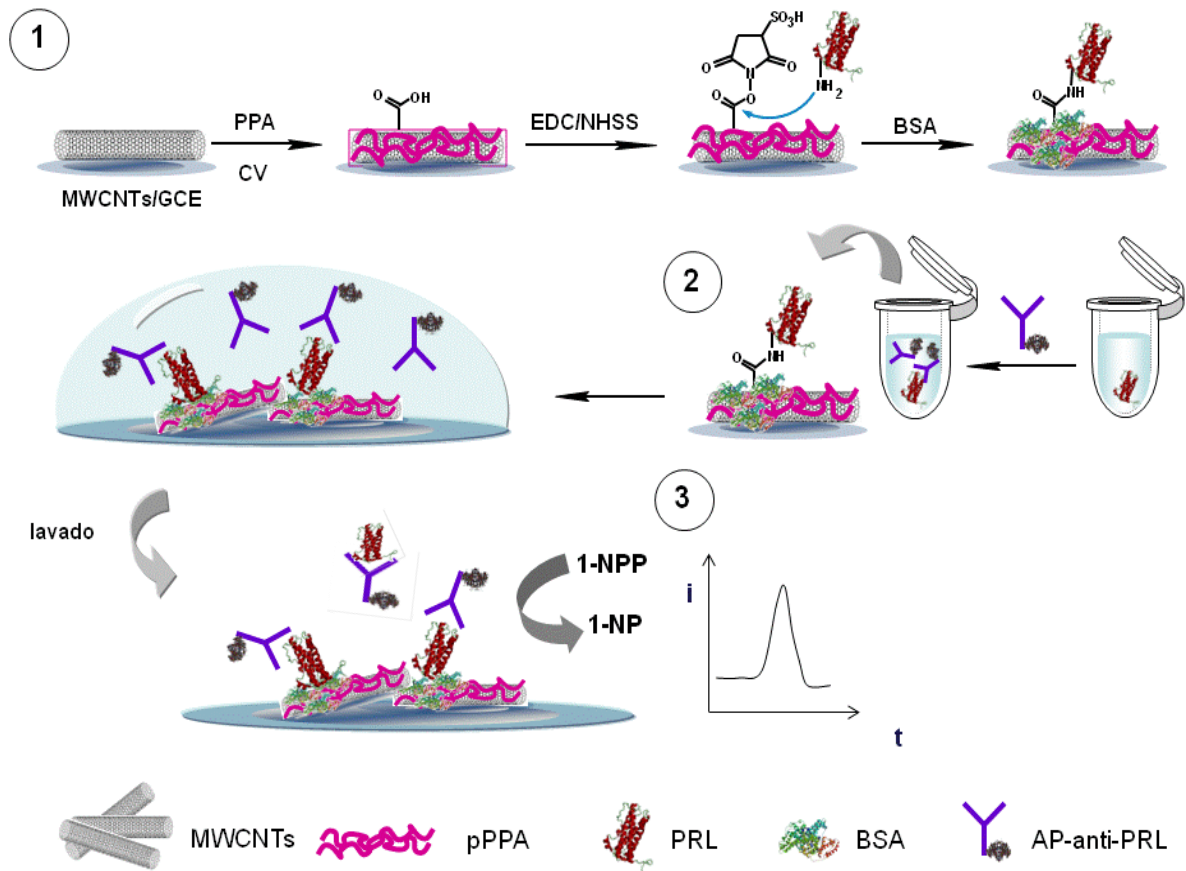 1
SO₃H
O
O
N
O
O
NH₂
O
OH
O
NH
PPA
CV
EDC/NHSS
BSA
MWCNTs/GCE
2
O
NH
lavado
3
1-NPP
1-NP
i
t
MWCNTs
pPPA
PRL
BSA
AP-anti-PRL